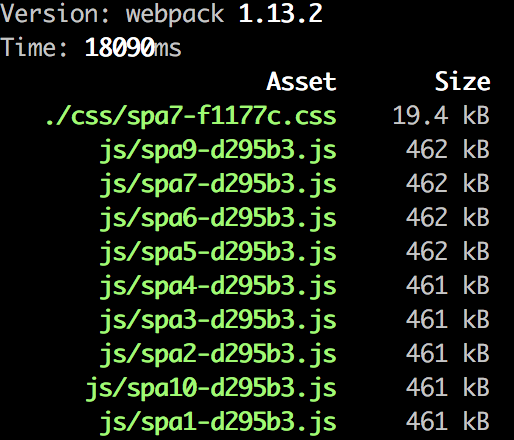 Version: webpack 1.13.2
Time: 18090ms
Asset Size
./css/spa7-f1177c.css 19.4 kB
js/spa9-d295b3.js 462 kB
js/spa7-d295b3.js 462 kB
js/spa6-d295b3.js 462 kB
js/spa5-d295b3.js 462 kB
js/spa4-d295b3.js 461 kB
js/spa3-d295b3.js 461 kB
js/spa2-d295b3.js 461 kB
js/spa10-d295b3.js 461 kB
js/spa1-d295b3.js 461 kB